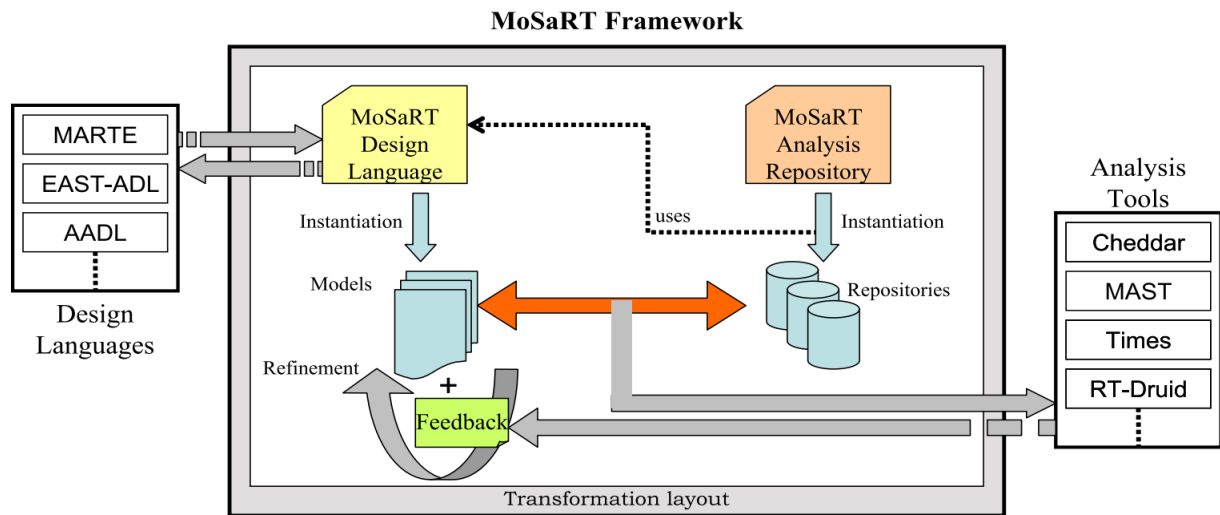 MoSaRT Framework
MARTE
EAST-ADL
AADL
Design
Languages
MoSaRT
Design
Language
MoSaRT
Analysis
Repository
uses
Instantiation
Instantiation
Models
Repositories
Refinement
+
Feedback
Transformation layout
Analysis
Tools
Cheddar
MAST
Times
RT-Druid